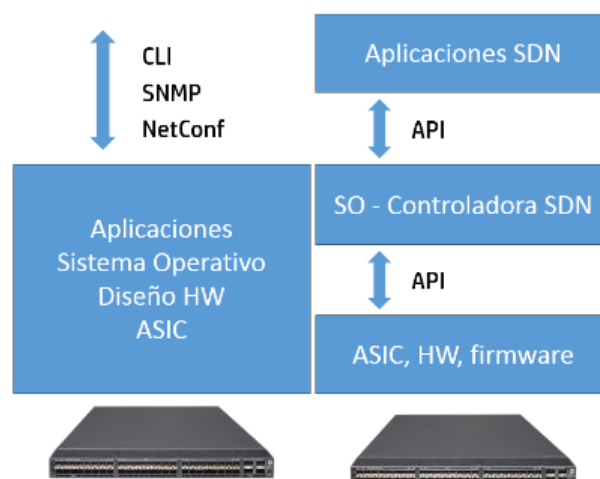 CLI
SNMP
NetConf
Aplicaciones
Sistema Operativo
Diseño HW
ASIC
Aplicaciones SDN
API
SO - Controladora SDN
API
ASIC, HW, firmware